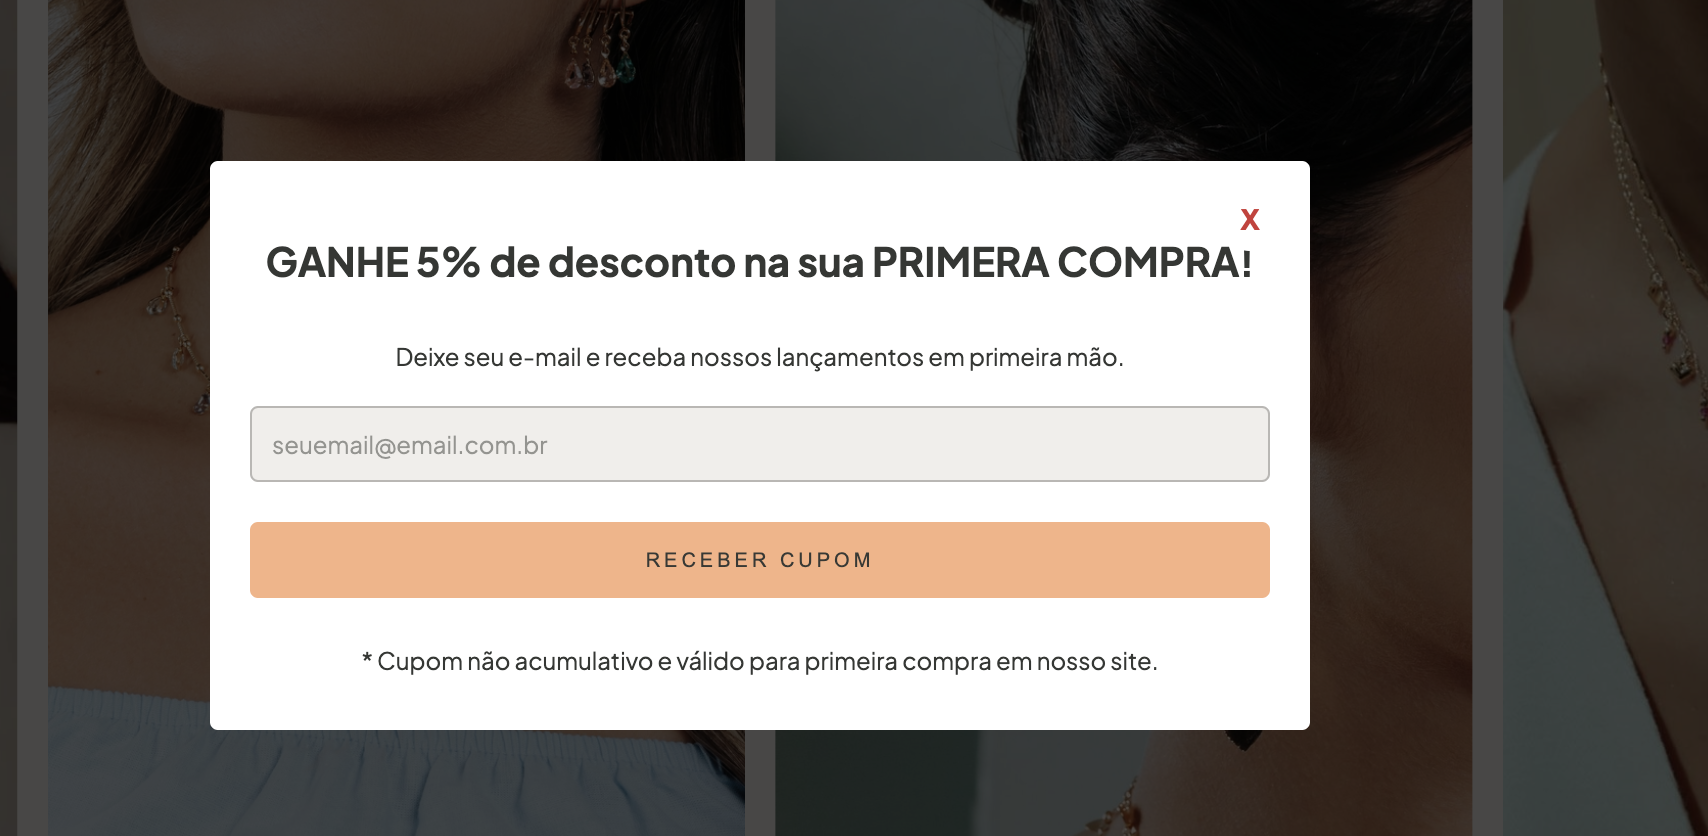 X
GANHE 5% de desconto na sua PRIMERA COMPRA!
Deixe seu e-mail e receba nossos lançamentos em primeira mão.
seuemail@email.com.br
RECEBER CUPOM
* Cupom não acumulativo e válido para primeira compra em nosso site.